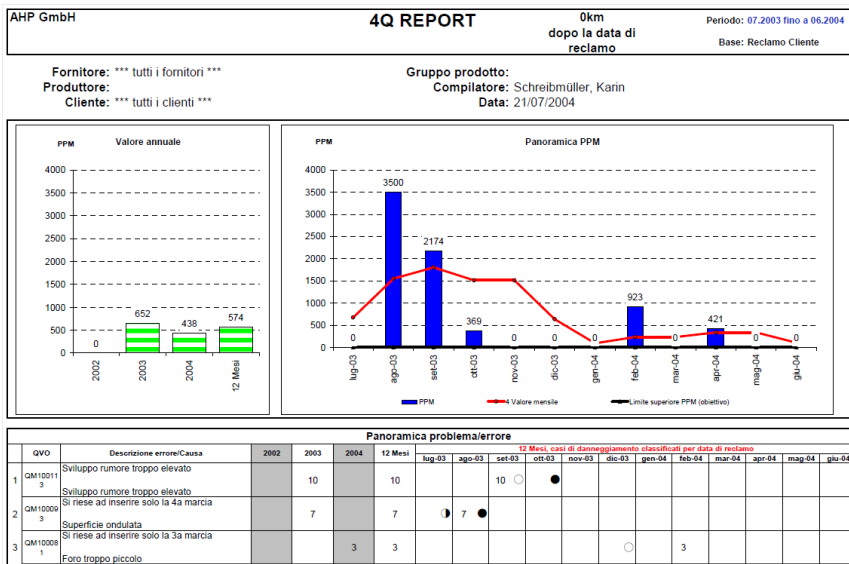 AHP GmbH
4Q REPORT
0km
dopo la data di
reclamo
Periodo: 07.2003 fino a 06.2004
Base: Reclamo Cliente
Fornitore: *** tutti i fornitori ***
Produttore:
Cliente: *** tutti i clienti ***
Gruppo prodotto:
Compilatore: Schreibmüller, Karin
Data: 21/07/2004
PPM Valore annuale
4000
3500
3000
2500
2000
1500
1000
500
0
0 652 438 574
2002 2003 2004 12 Mesi
PPM Panoramica PPM
4000
3500
3000
2500
2000
1500
1000
500
0
0 3500 2174 369 0 0 0 923 0 421 0 0
lug-03 ago-03 set-03 ott-03 nov-03 dic-03 gen-04 feb-04 mar-04 apr-04 mag-04 giu-04
PPM 4 Valore mensile Limite superiore PPM (obiettivo)
Panoramica problema/errore
QVO Descrizione errore/Causa 2002 2003 2004 12 Mesi 12 Mesi, casi di danneggiamento classificati per data di reclamo
lug-03 ago-03 set-03 ott-03 nov-03 dic-03 gen-04 feb-04 mar-04 apr-04 mag-04 giu-04
1 QM10011 3 Sviluppo rumore troppo elevato 10 10 10
Sviluppo rumore troppo elevato
2 QM10009 3 Si riese ad inserire solo la 4a marcia 7 7 7
Superficie ondulata
3 QM10008 1 Si riese ad inserire solo la 3a marcia 3 3 3
Foro troppo piccolo